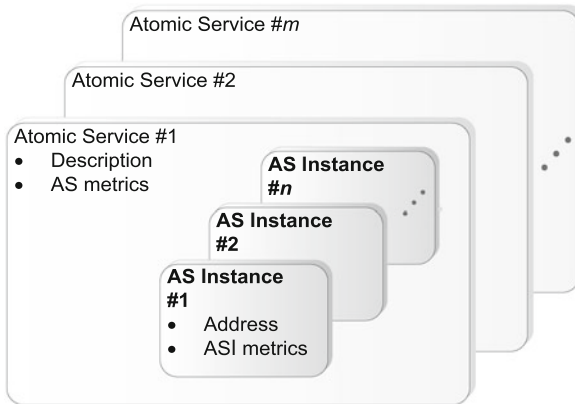 Atomic Service #m
Atomic Service #2
Atomic Service #1
• Description
• AS metrics
AS Instance
#n
AS Instance
#2
AS Instance
#1
• Address
• ASI metrics